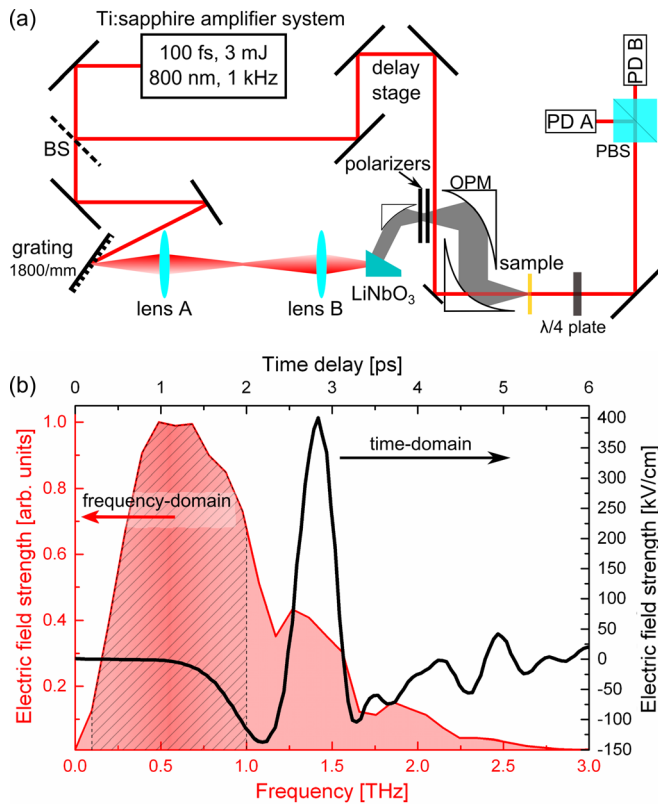 (a)
Ti:sapphire amplifier system
100 fs, 3 mJ
800 nm, 1 kHz
delay
stage
PD B
PD A
PBS
BS
polarizers
OPM
grating
1800/mm
sample
LiNbO₃
lens A
lens B
λ/4 plate
(b)
Time delay [ps]
0 1 2 3 4 5 6
1.0
0.8
0.6
0.4
0.2
Electric field strength [arb. units]
frequency-domain
time-domain
400
350
300
250
200
150
100
50
0
-50
-100
-150
Electric field strength [kV/cm]
0.0 0.5 1.0 1.5 2.0 2.5 3.0
Frequency [THz]